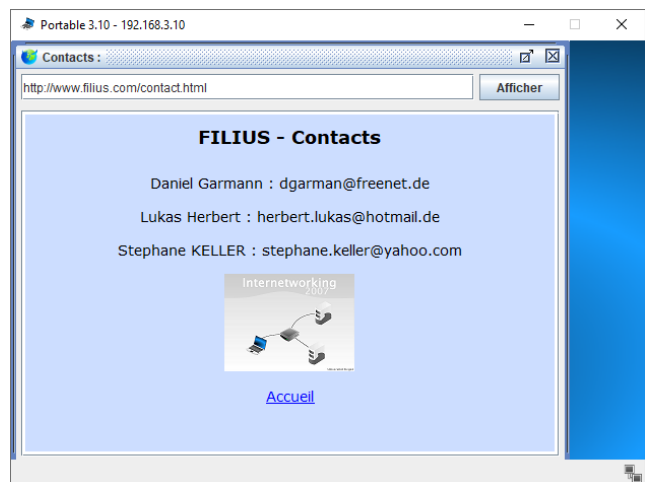 Portable 3.10 - 192.168.3.10
Contacts :
http://www.filius.com/contact.html
Afficher
FILIUS - Contacts
Daniel Garmann : dgarman@freenet.de
Lukas Herbert : herbert.lukas@hotmail.de
Stephane KELLER : stephane.keller@yahoo.com
Internetworking
2007
Accueil